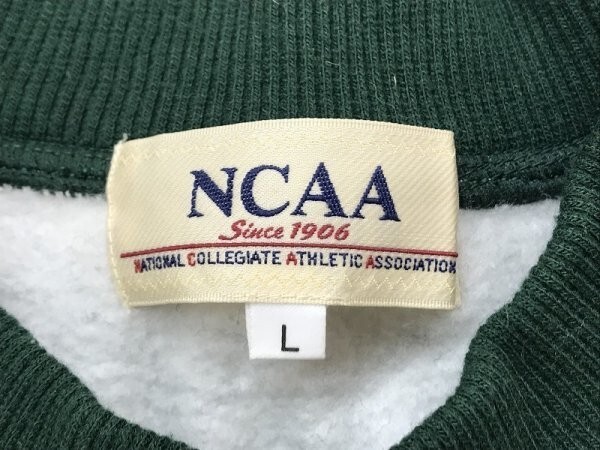 NCAA
Since 1906
NATIONAL COLLEGIATE ATHLETIC ASSOCIATION
L